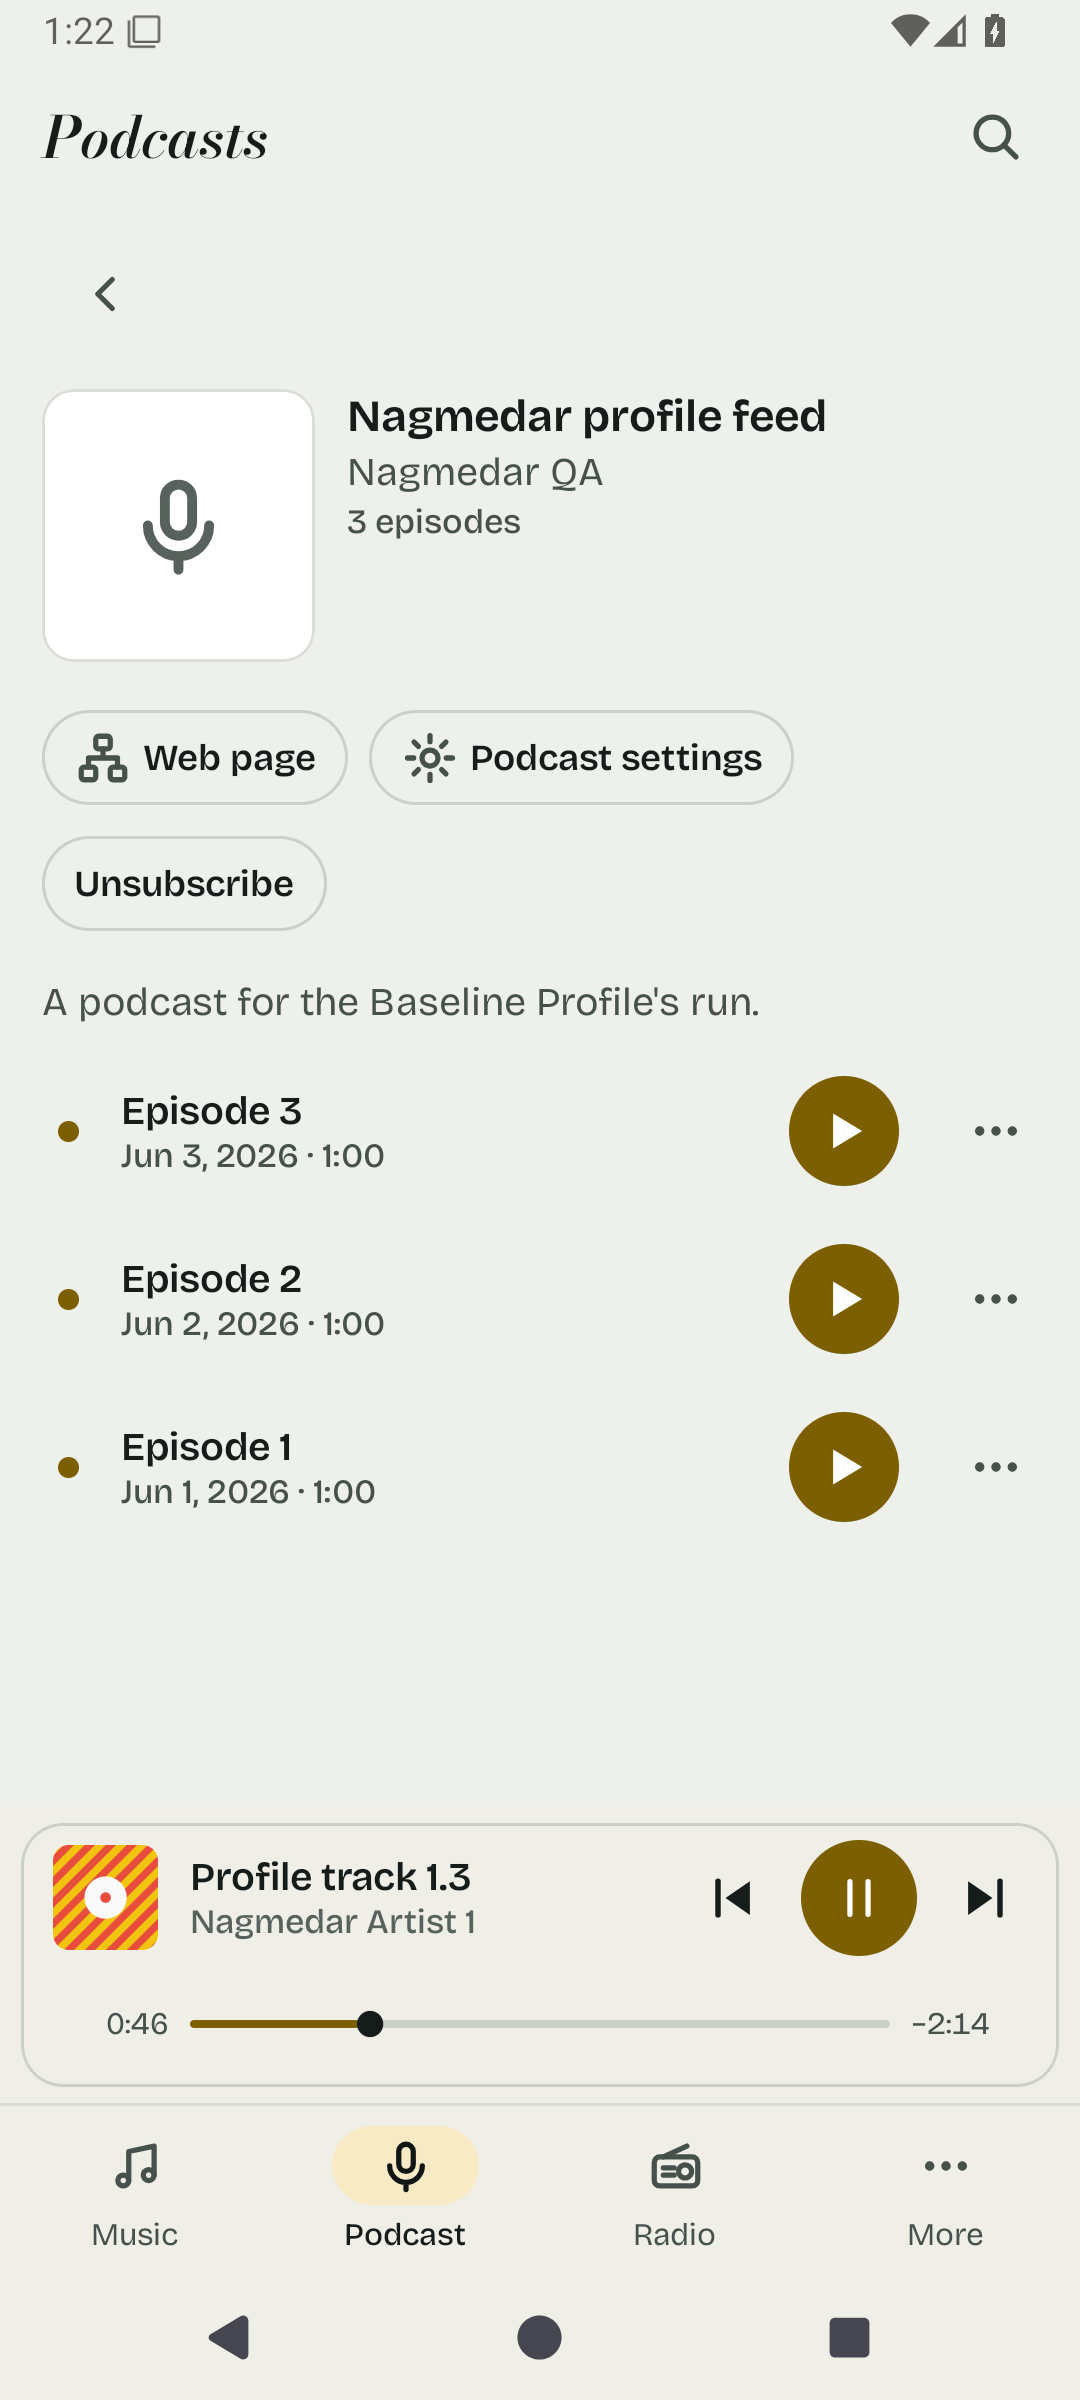 1:22
Podcasts
Nagmedar profile feed
Nagmedar QA
3 episodes
Web page
Podcast settings
Unsubscribe
A podcast for the Baseline Profile's run.
Episode 3
Jun 3, 2026 · 1:00
Episode 2
Jun 2, 2026 · 1:00
Episode 1
Jun 1, 2026 · 1:00
Profile track 1.3
Nagmedar Artist 1
0:46
−2:14
Music
Podcast
Radio
More